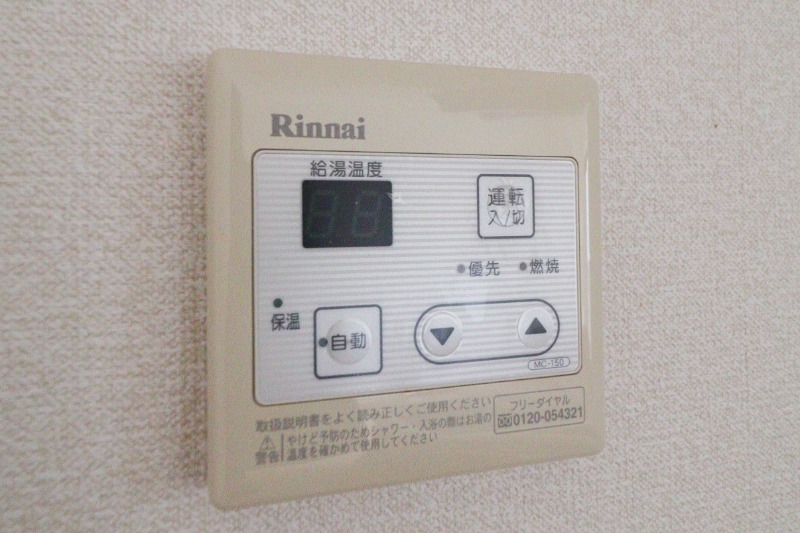 Rinnai
給湯温度
運転
入/切
優先
燃焼
保温
自動
MC-150
取扱説明書をよく読み正しくご使用ください
警告
やけど予防のためシャワー・入浴の際はお湯の
温度を確かめて使用してください
フリーダイヤル
0120-054321